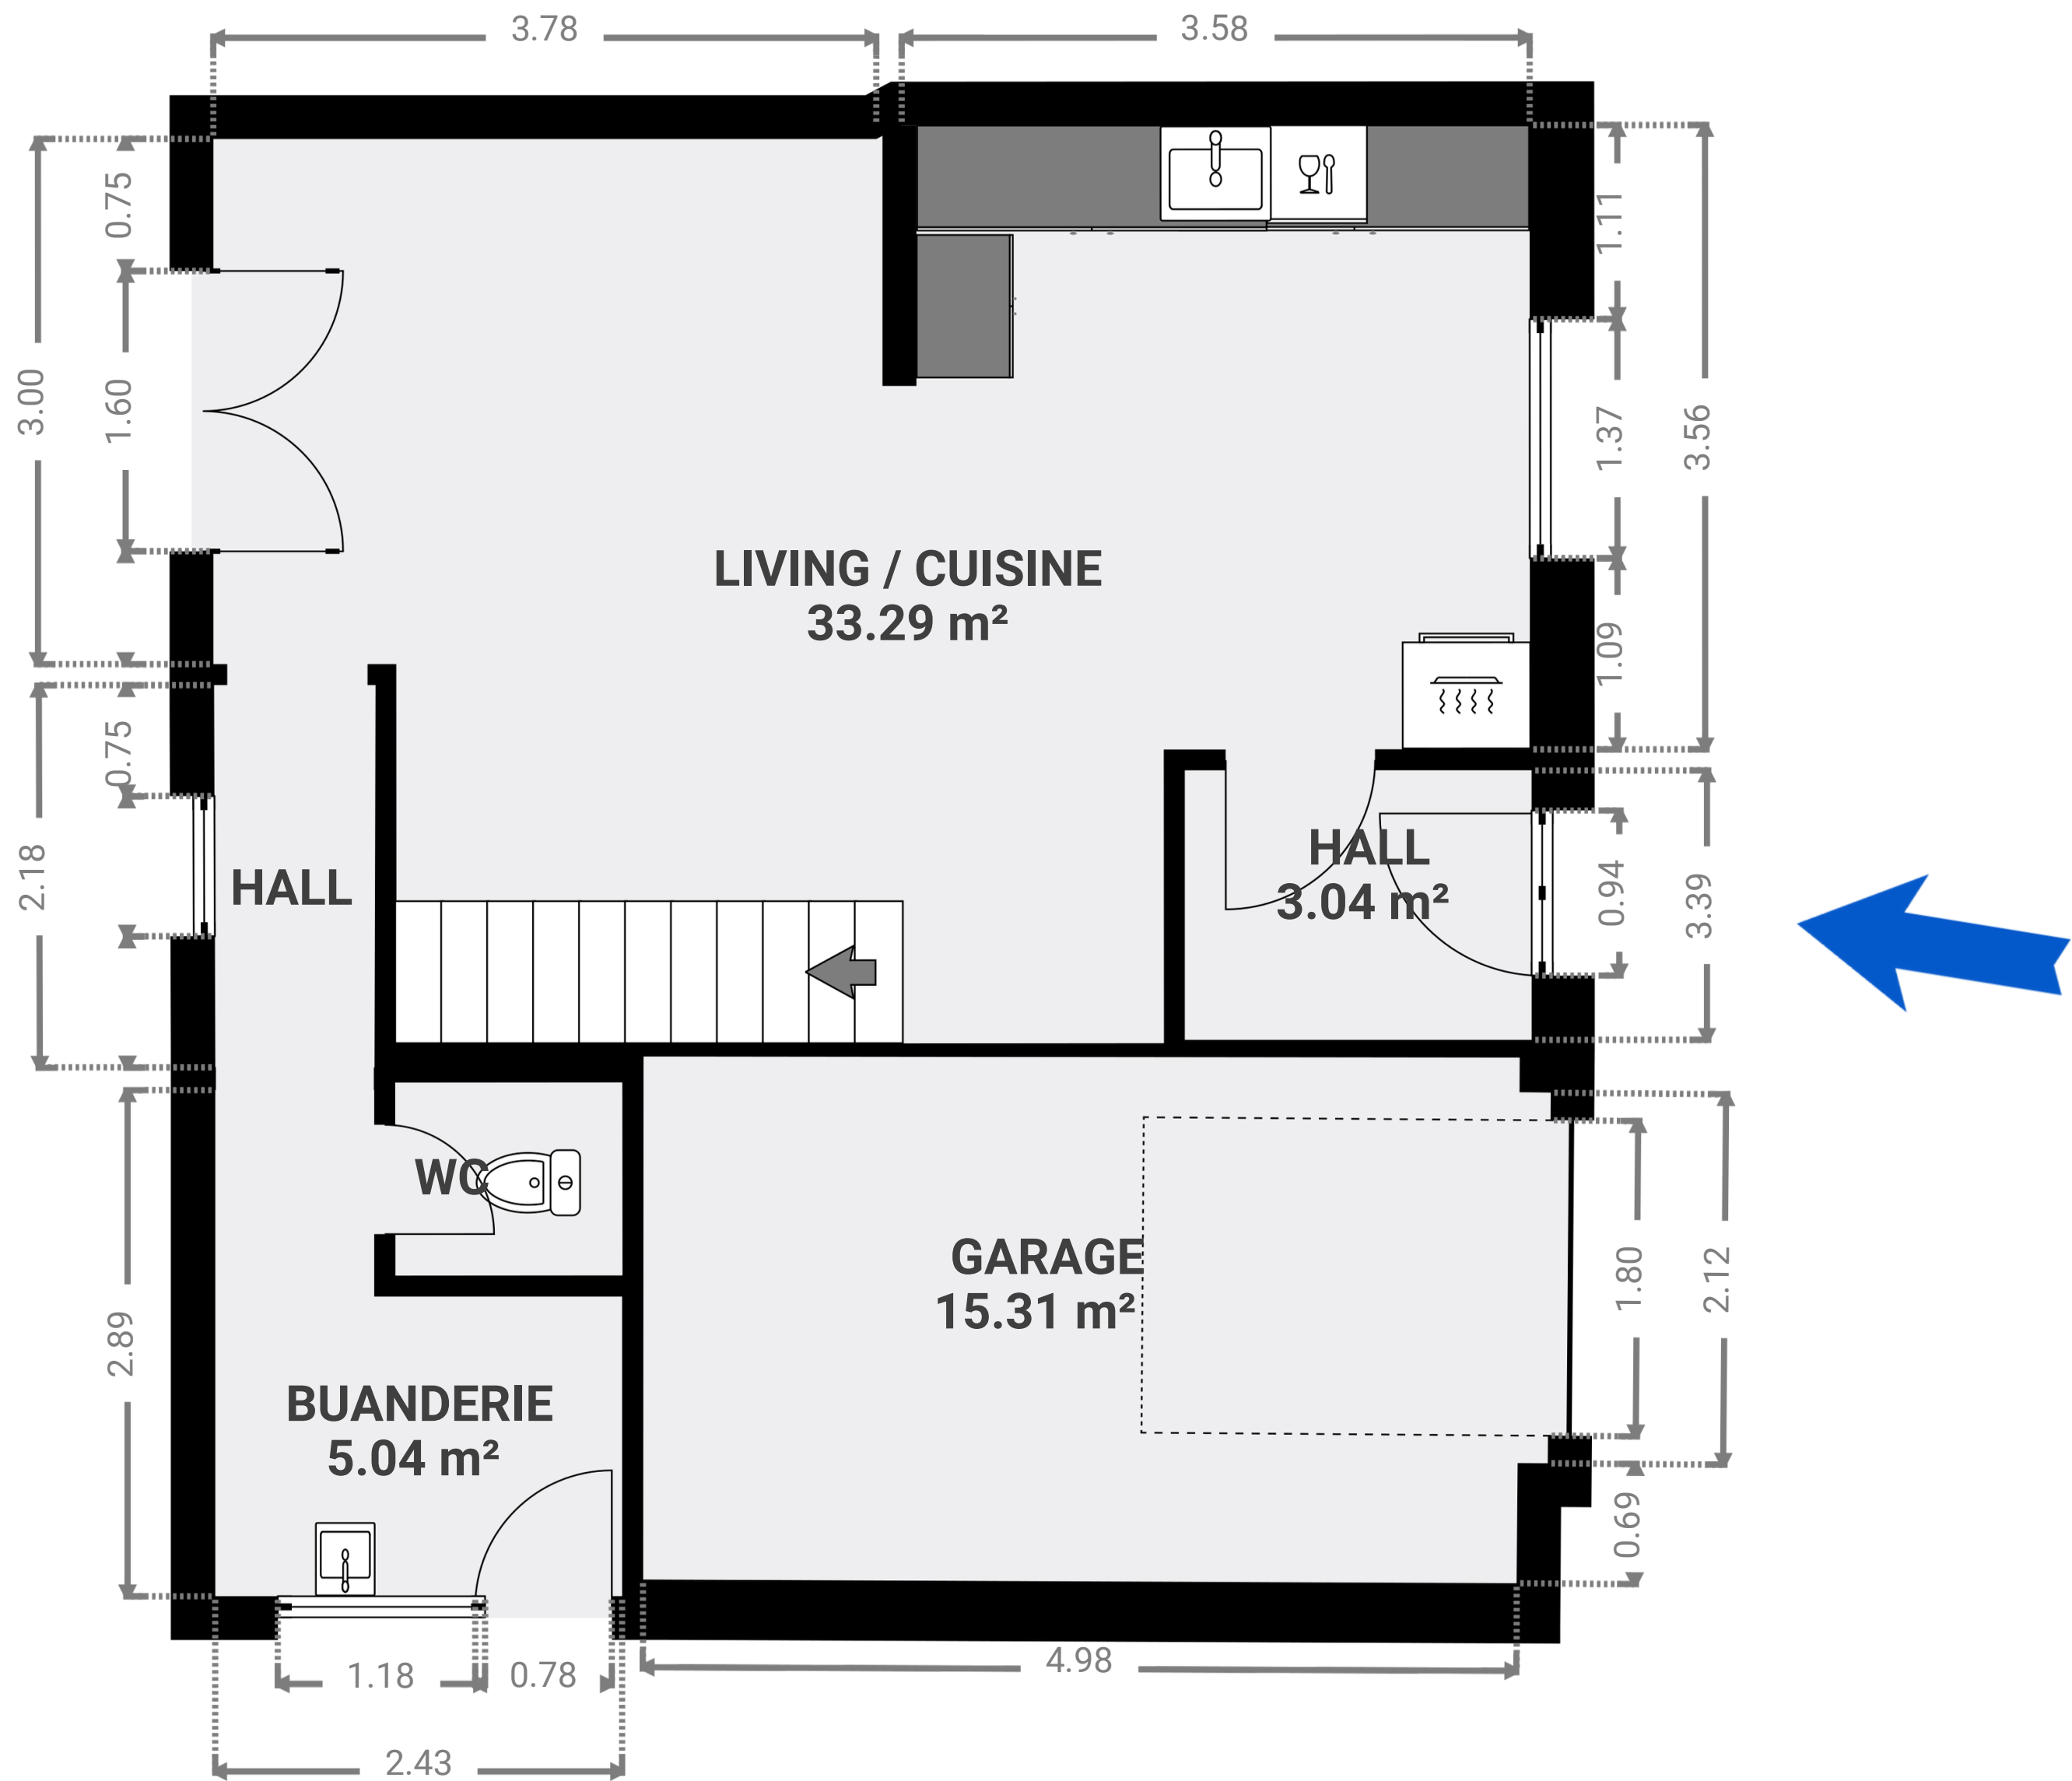 3.78
3.58
0.75
1.11
3.00
1.60
1.37
3.56
LIVING / CUISINE
33.29 m²
1.09
0.75
HALL
3.04 m²
HALL
2.18
0.94
3.39
WC
GARAGE
15.31 m²
1.80
2.12
2.89
BUANDERIE
5.04 m²
0.69
1.18
0.78
4.98
2.43